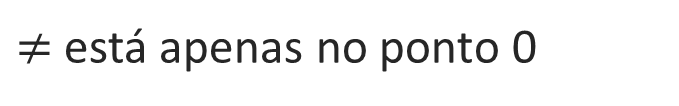 ≠ está apenas no ponto 0